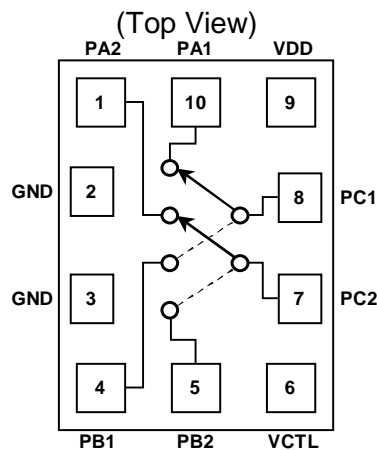 (Top View)
PA2 PA1 VDD
1 10 9
GND 2 8 PC1
GND 3 7 PC2
4 5 6
PB1 PB2 VCTL